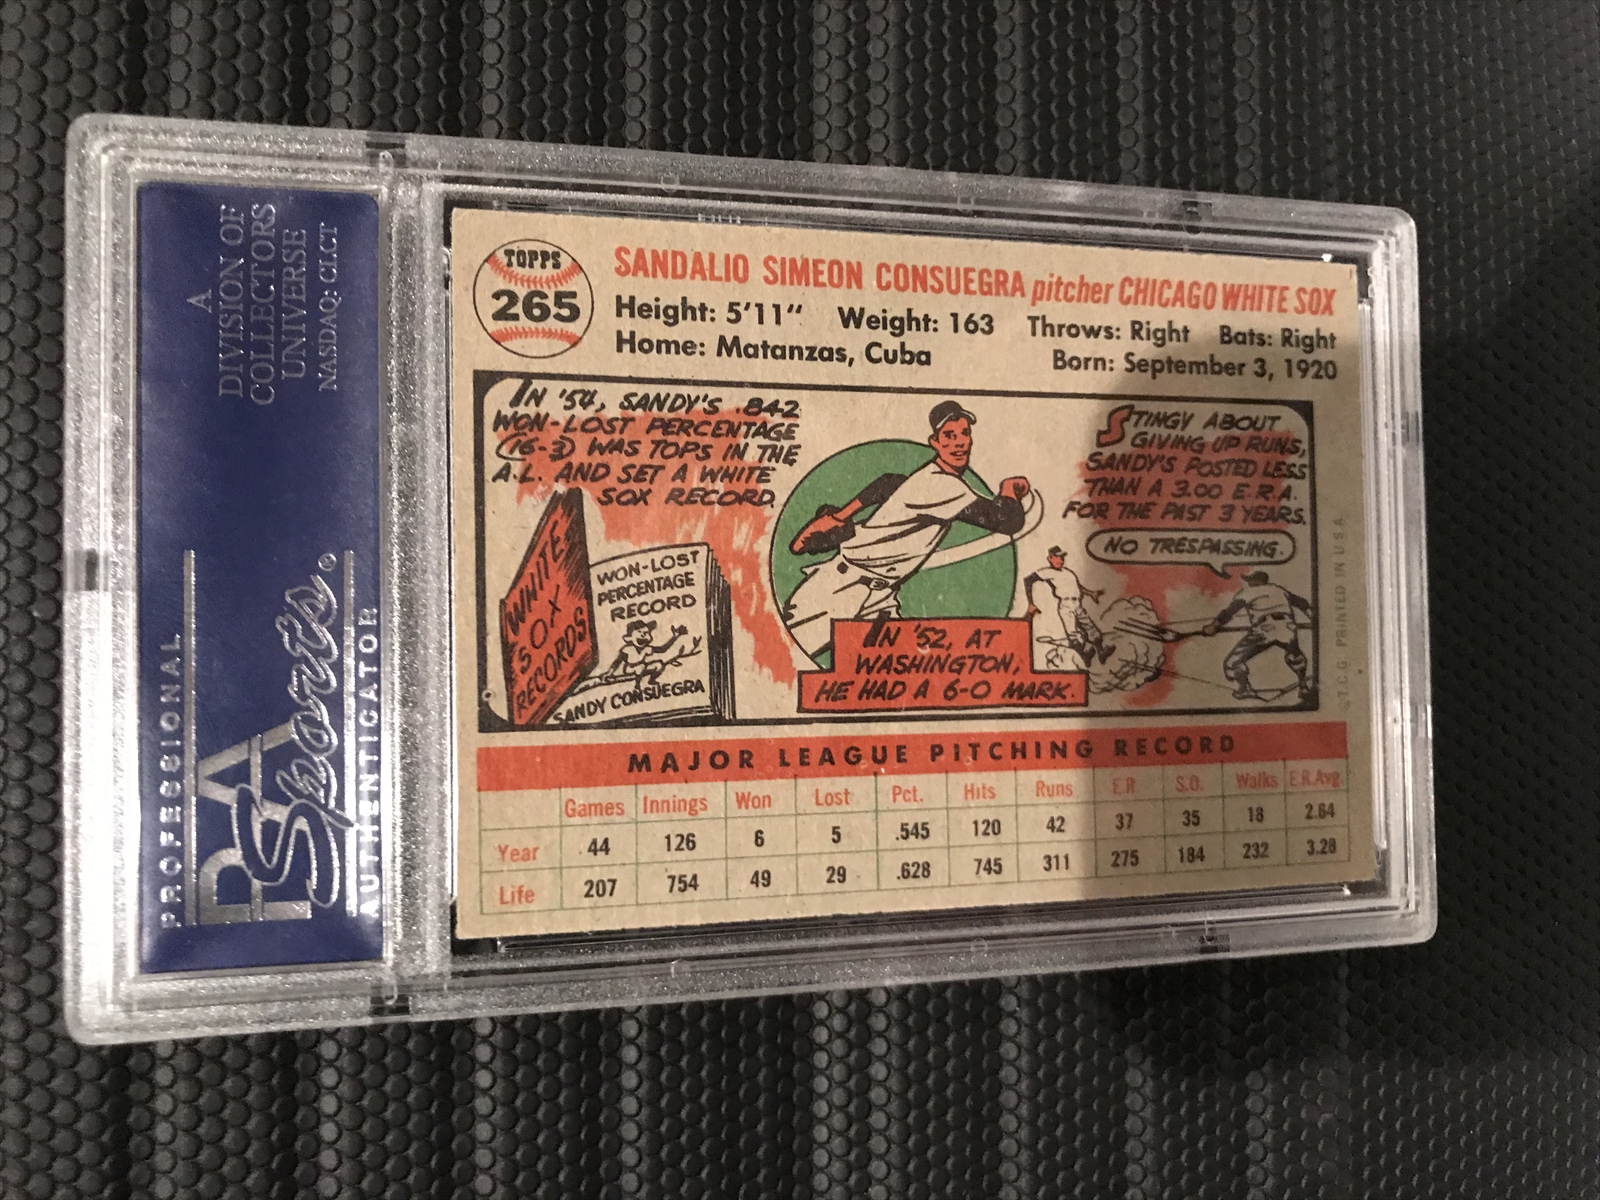 A
DIVISION OF
COLLECTORS
UNIVERSE
NASDAQ: CLCT
PROFESSIONAL
PSA
Sports®
AUTHENTICATOR
TOPPS
265
SANDALIO SIMEON CONSUEGRA pitcher CHICAGO WHITE SOX
Height: 5'11" Weight: 163 Throws: Right Bats: Right
Home: Matanzas, Cuba Born: September 3, 1920
IN '54, SANDY'S .842
WON-LOST PERCENTAGE
(16-3) WAS TOPS IN THE
A.L. AND SET A WHITE
SOX RECORD.
WHITE
SOX
RECORDS
WON-LOST
PERCENTAGE
RECORD
SANDY CONSUEGRA
IN '52, AT
WASHINGTON,
HE HAD A 6-0 MARK.
STINGY ABOUT
GIVING UP RUNS,
SANDY'S POSTED LESS
THAN A 3.00 E.R.A.
FOR THE PAST 3 YEARS.
NO TRESPASSING.
T.C.G. PRINTED IN U.S.A.
MAJOR LEAGUE PITCHING RECORD
Games Innings Won Lost Pct. Hits Runs E.R. S.O. Walks E.R.Avg
Year 44 126 6 5 .545 120 42 37 35 18 2.64
Life 207 754 49 29 .628 745 311 275 184 232 3.28